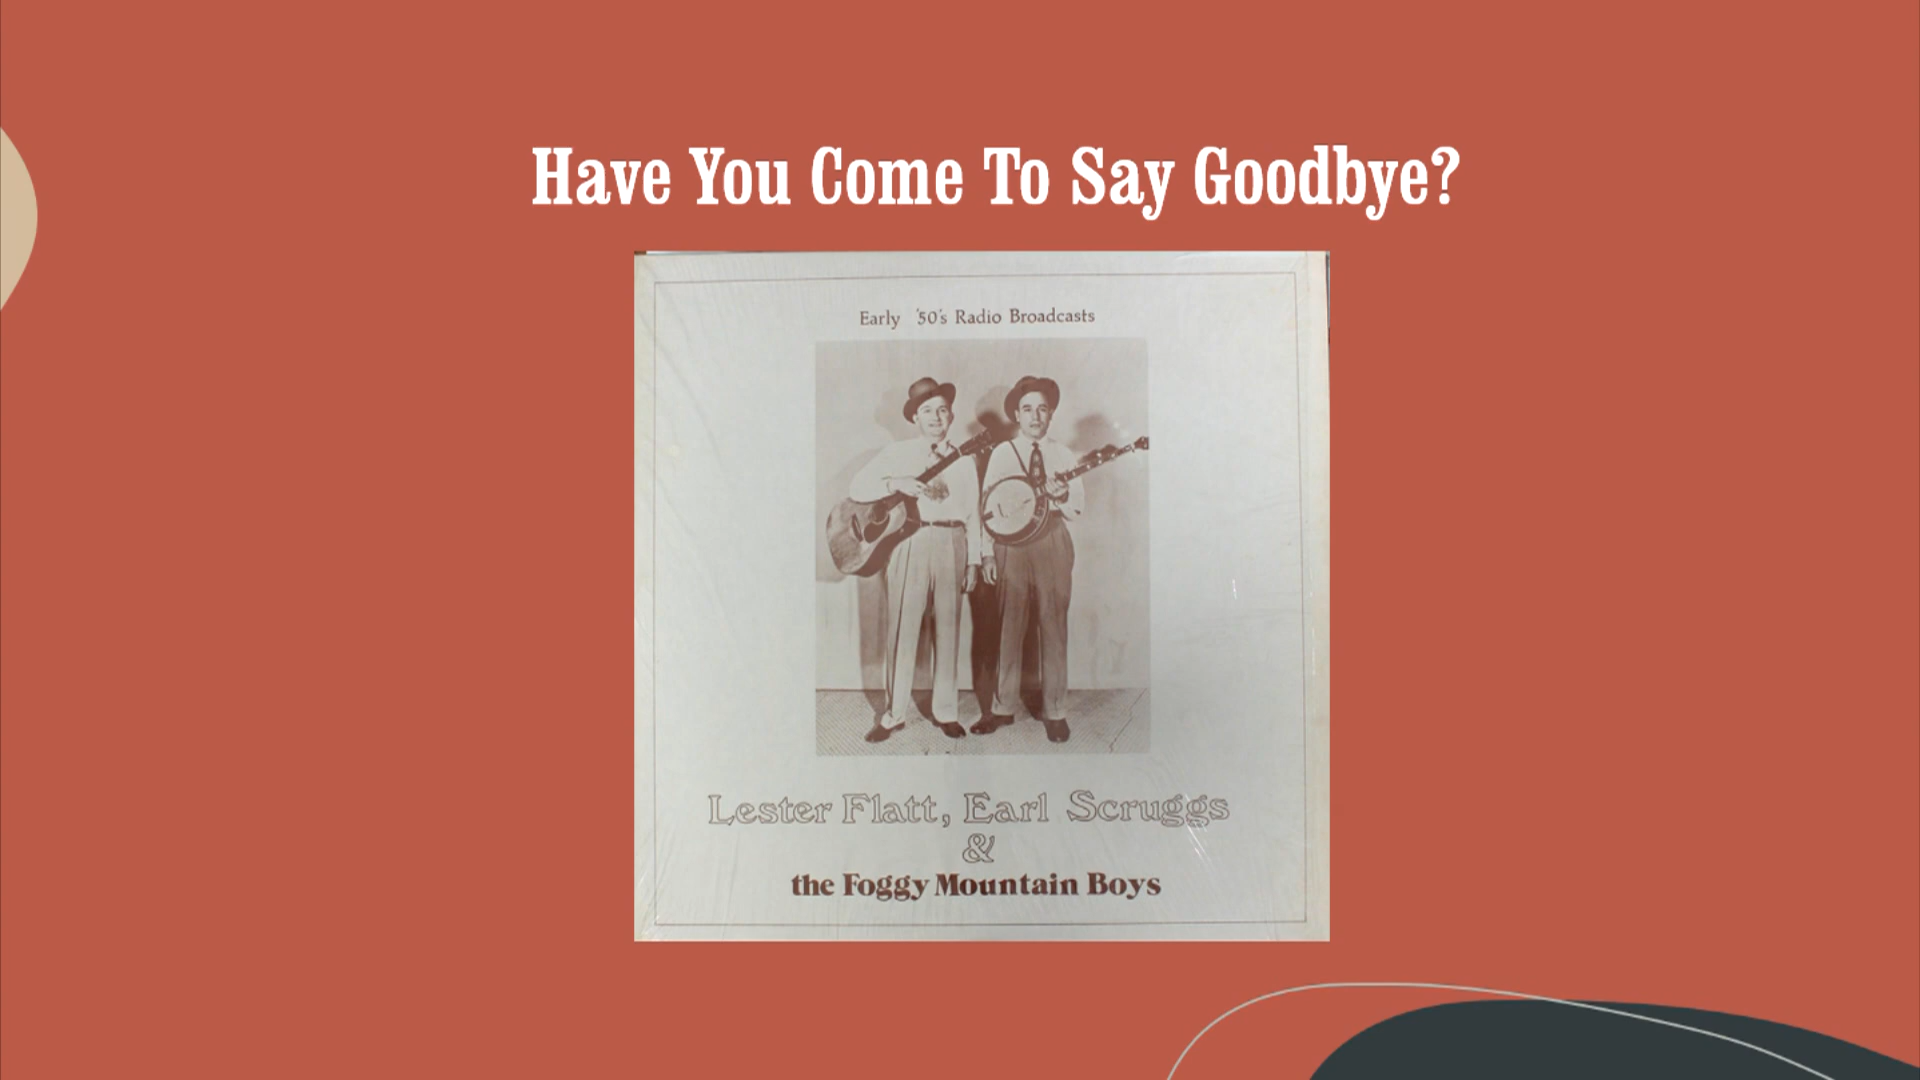 Have You Come To Say Goodbye?
Early '50's Radio Broadcasts
Lester Flatt, Earl Scruggs
&
the Foggy Mountain Boys